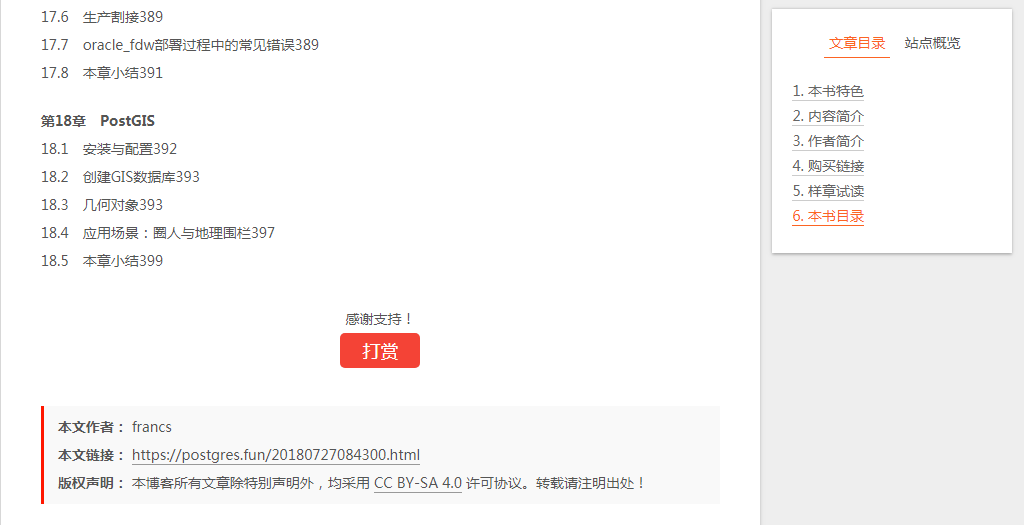 17.6 生产割接389
17.7 oracle_fdw部署过程中的常见错误389
17.8 本章小结391
第18章 PostGIS
18.1 安装与配置392
18.2 创建GIS数据库393
18.3 几何对象393
18.4 应用场景：圈人与地理围栏397
18.5 本章小结399
感谢支持！
打赏
本文作者： francs
本文链接： https://postgres.fun/20180727084300.html
版权声明： 本博客所有文章除特别声明外，均采用 CC BY-SA 4.0 许可协议。转载请注明出处！
文章目录 站点概览
1. 本书特色
2. 内容简介
3. 作者简介
4. 购买链接
5. 样章试读
6. 本书目录